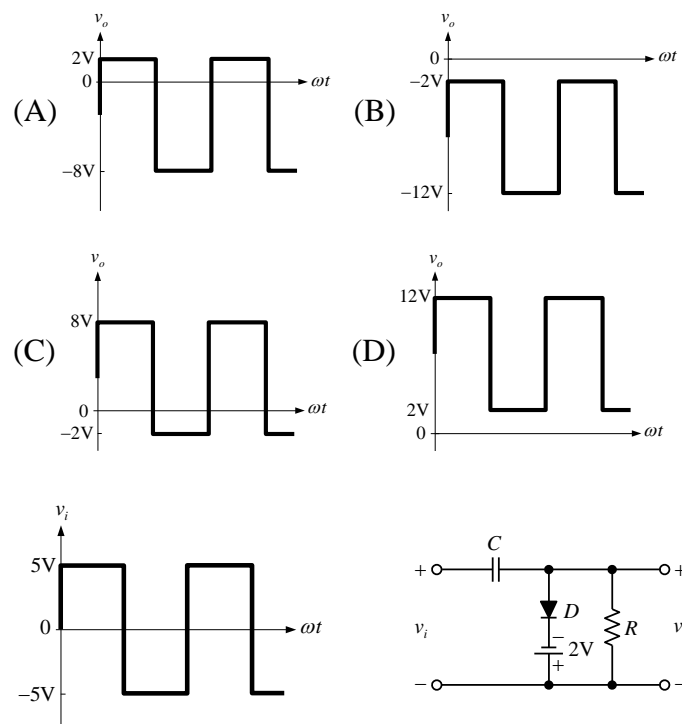 v_o
2V
0
ωt
(A)
−8V
v_o
0
ωt
−2V
(B)
−12V
v_o
8V
(C)
0
ωt
−2V
v_o
12V
(D)
2V
0
ωt
v_i
5V
0
ωt
−5V
C
+ +
v_i D − 2V + R v
− −